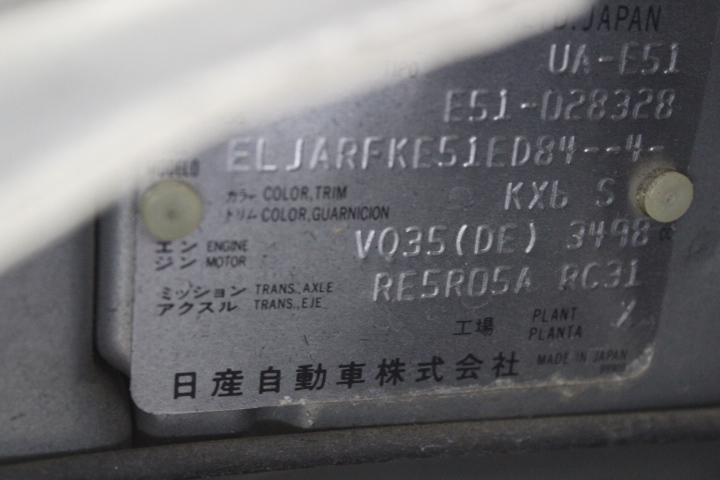 JAPAN
UA-E51
E51-028328
ELJARFKE51ED84--4-
カラー COLOR,TRIM KX6 S
トリム COLOR,GUARNICION
エン ENGINE VQ35(DE) 3498 cc
ジン MOTOR
ミッション TRANS.,AXLE RE5R05A RC31
アクスル TRANS.,EJE
工場 PLANT
PLANTA
日産自動車株式会社 MADE IN JAPAN